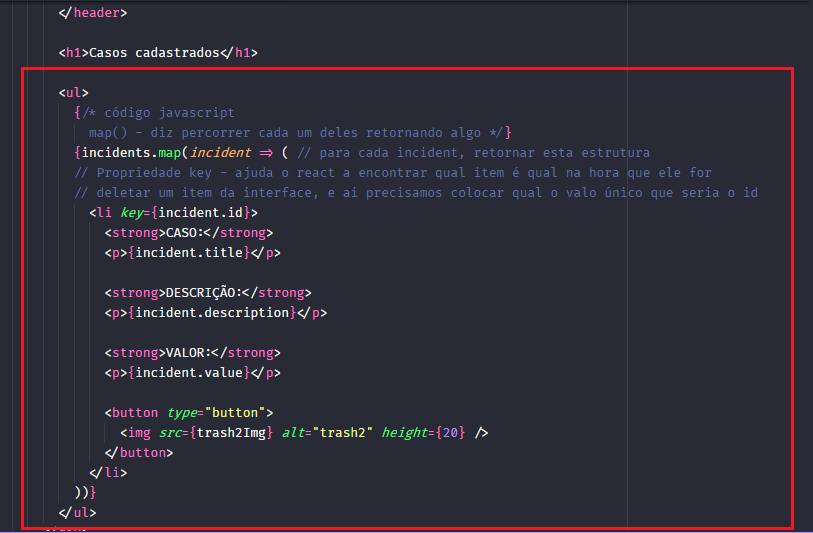 </header>
<h1>Casos cadastrados</h1>
<ul>
{/* código javascript
map() - diz percorrer cada um deles retornando algo */}
{incidents.map(incident => ( // para cada incident, retornar esta estrutura
// Propriedade key - ajuda o react a encontrar qual item é qual na hora que ele for
// deletar um item da interface, e ai precisamos colocar qual o valo único que seria o id
<li key={incident.id}>
<strong>CASO:</strong>
<p>{incident.title}</p>
<strong>DESCRIÇÃO:</strong>
<p>{incident.description}</p>
<strong>VALOR:</strong>
<p>{incident.value}</p>
<button type="button">
<img src={trash2Img} alt="trash2" height={20} />
</button>
</li>
))}
</ul>